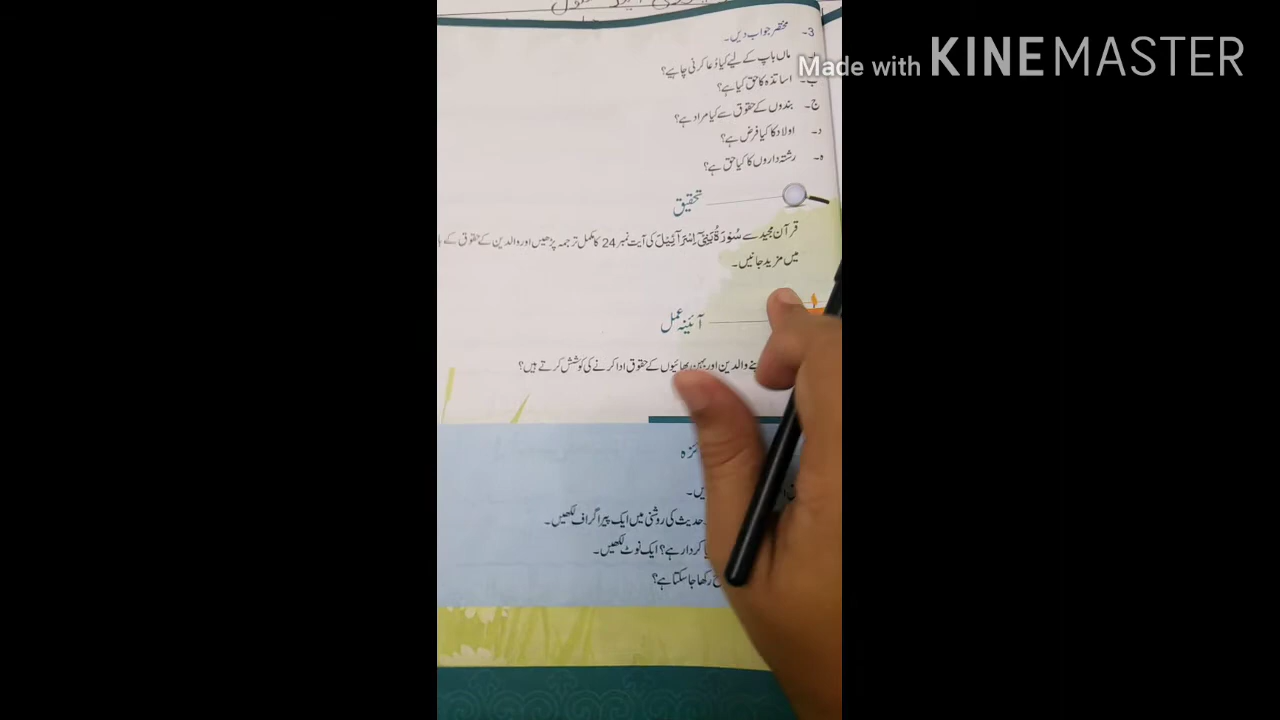 3۔ مختصر جواب دیں۔
ماں باپ کے لیے کیا دُعا کرنی چاہیے؟
Made with KINEMASTER
ب۔ اساتذہ کا حق کیا ہے؟
ج۔ بندوں کے حقوق سے کیا مراد ہے؟
د۔ اولاد کا کیا فرض ہے؟
ہ۔ رشتہ داروں کا کیا حق ہے؟
تحقیق
قرآن مجید سے سُوْرَۃُ بَنِیْٓ اِسْرَآئِیْل کی آیت نمبر 24 کا مکمل ترجمہ پڑھیں اور والدین کے حقوق کے
میں مزید جانیں۔
آئینہ عمل
والدین اور بہن بھائیوں کے حقوق ادا کرنے کی کوشش کرتے ہیں؟
حدیث کی روشنی میں ایک پیراگراف لکھیں۔
کردار ہے؟ ایک نوٹ لکھیں۔
رکھا جا سکتا ہے؟